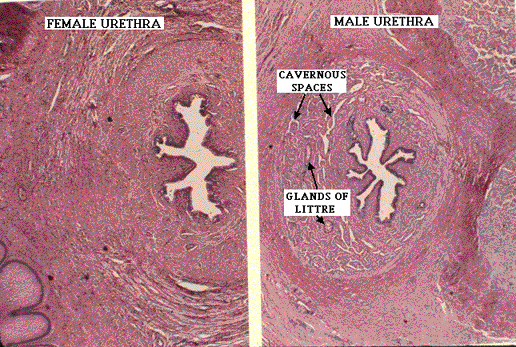 FEMALE URETHRA
MALE URETHRA
CAVERNOUS
SPACES
GLANDS OF
LITTRE